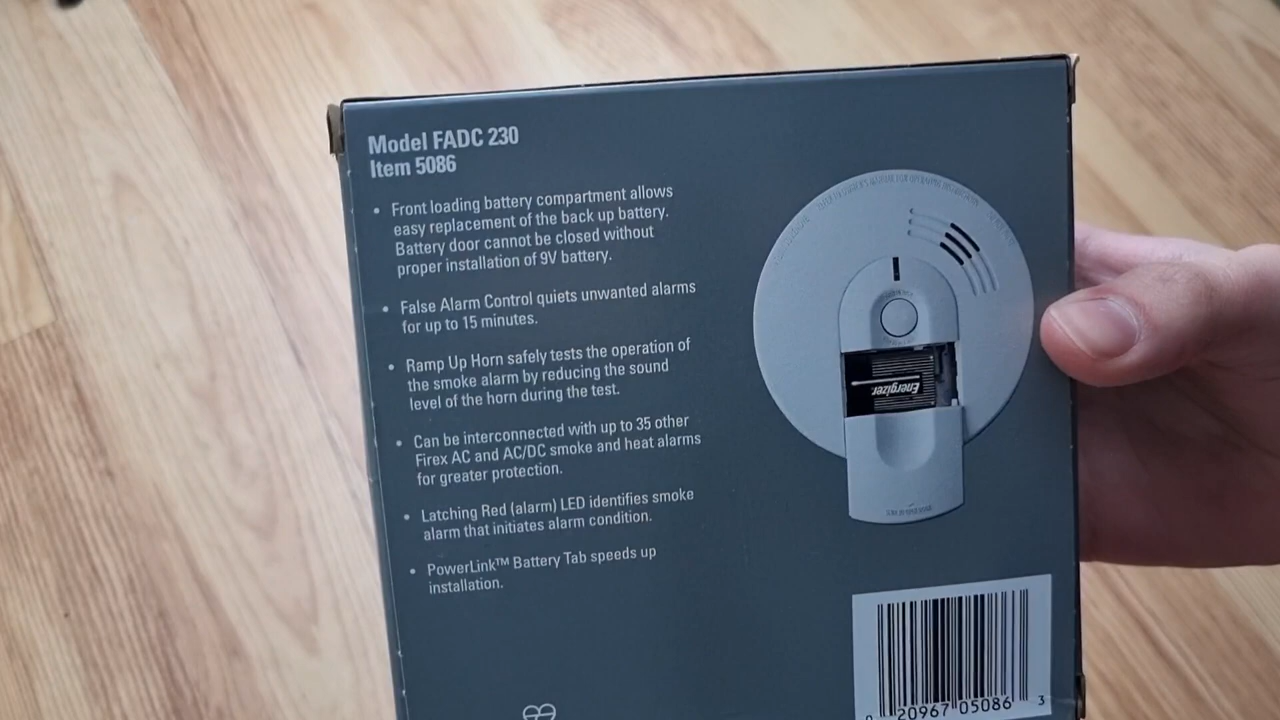 Model FADC 230
Item 5086
• Front loading battery compartment allows
easy replacement of the back up battery.
Battery door cannot be closed without
proper installation of 9V battery.
• False Alarm Control quiets unwanted alarms
for up to 15 minutes.
• Ramp Up Horn safely tests the operation of
the smoke alarm by reducing the sound
level of the horn during the test.
• Can be interconnected with up to 35 other
Firex AC and AC/DC smoke and heat alarms
for greater protection.
• Latching Red (alarm) LED identifies smoke
alarm that initiates alarm condition.
• PowerLink™ Battery Tab speeds up
installation.
Energizer
0 20967 05086 3